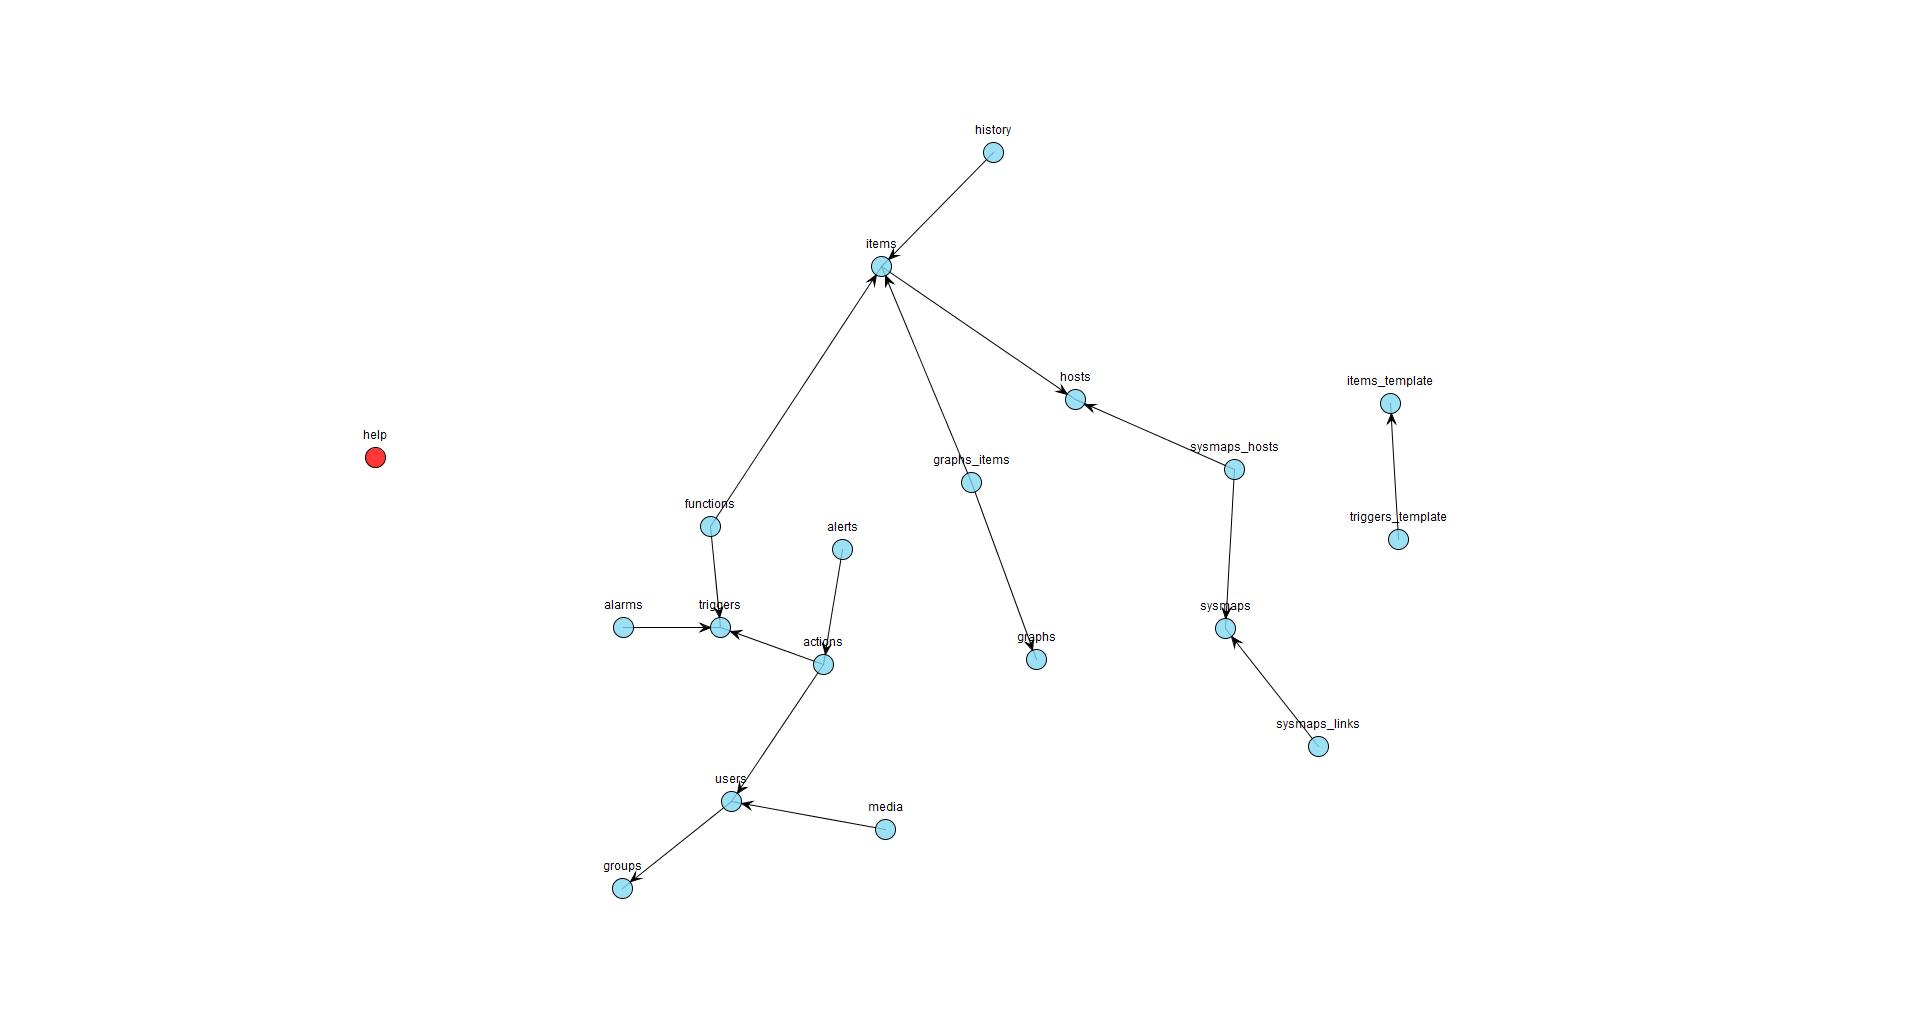 history
items
hosts
items_template
help
sysmaps_hosts
graphs_items
functions
triggers_template
alerts
alarms
triggers
sysmaps
graphs
actions
sysmaps_links
users
media
groups